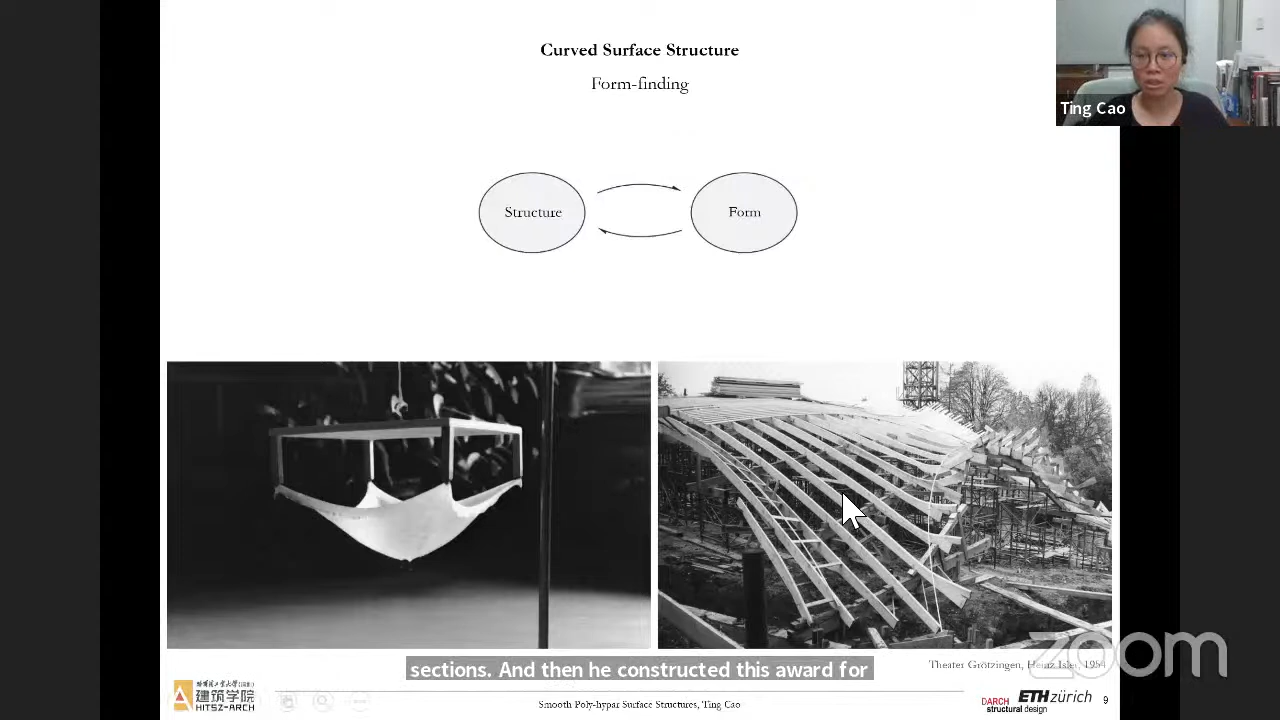 Curved Surface Structure
Form-finding
Ting Cao
Structure
Form
zoom
Theater Grötzingen, Heinz Isler, 1954
sections. And then he constructed this award for
建筑学院
HITSZ-ARCH
Smooth Poly-hypar Surface Structures, Ting Cao
DARCH
structural design
ETH zürich
9